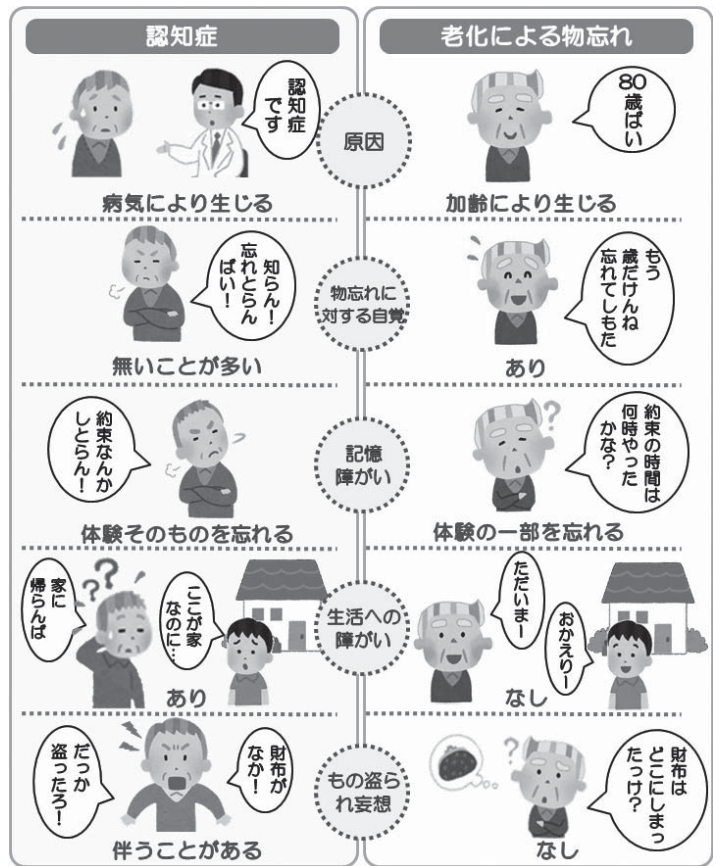 認知症
老化による物忘れ
原因
認知症
です
病気により生じる
80歳ばい
加齢により生じる
物忘れに
対する自覚
知らん!
忘れとらん
ばい!
無いことが多い
もう
歳だけんね
忘れてしもた
あり
記憶
障がい
約束なんか
しとらん!
体験そのものを忘れる
約束の時間は
何時やった
かな?
体験の一部を忘れる
生活への
障がい
家に
帰らんば
ここが家
なのに…
あり
ただいまー
おかえりー
なし
もの盗ら
れ妄想
財布が
なか!
だっか
盗ったろ!
伴うことがある
財布は
どこにしまっ
たっけ?
なし